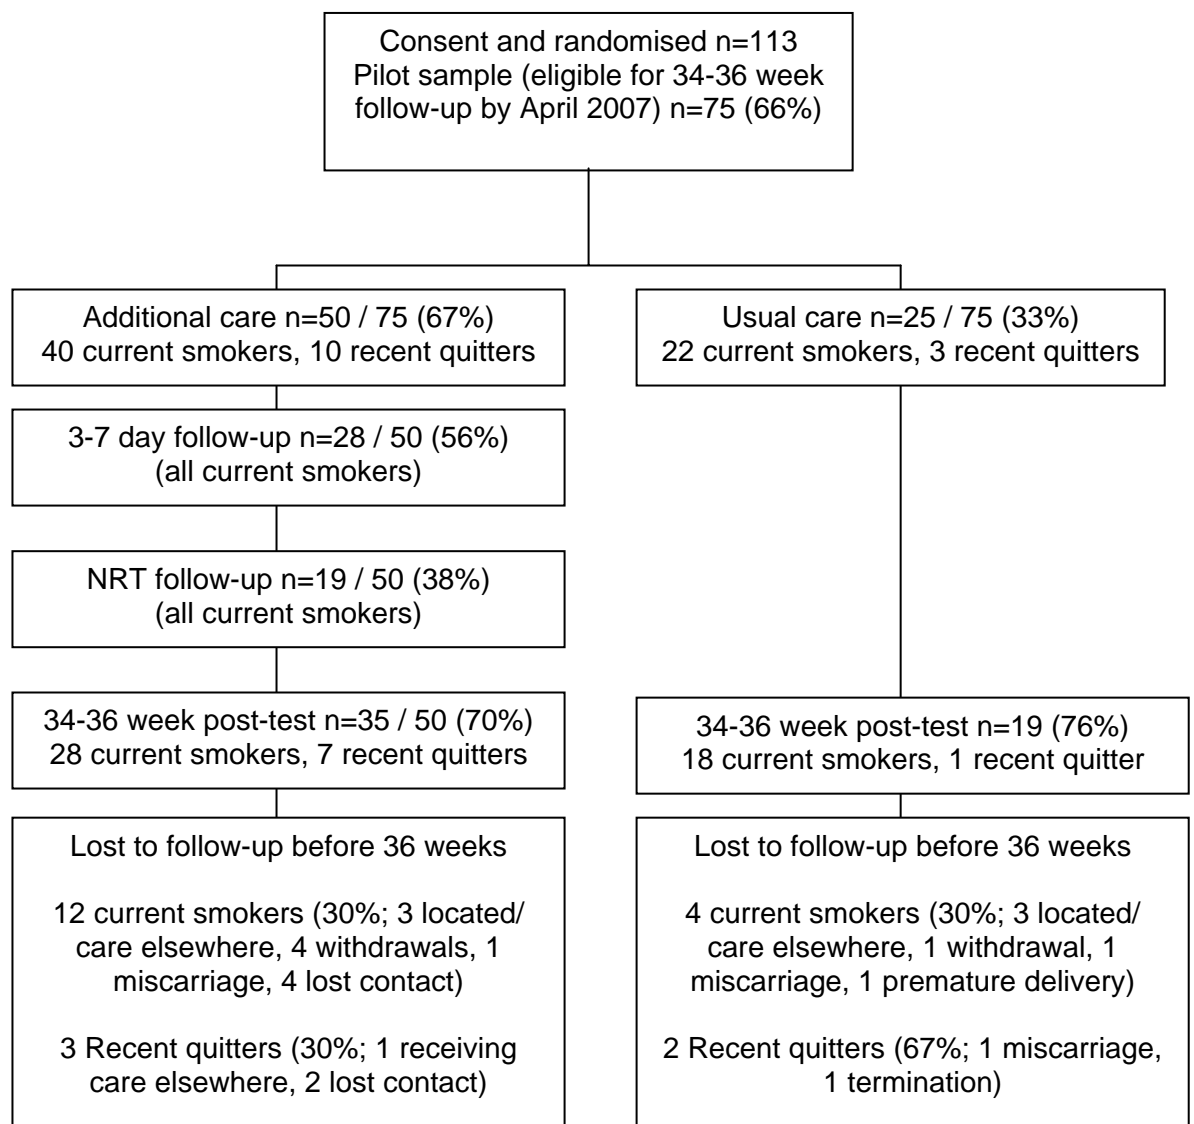 Consent and randomised n=113
Pilot sample (eligible for 34-36 week
follow-up by April 2007) n=75 (66%)
Additional care n=50 / 75 (67%)
40 current smokers, 10 recent quitters
Usual care n=25 / 75 (33%)
22 current smokers, 3 recent quitters
3-7 day follow-up n=28 / 50 (56%)
(all current smokers)
NRT follow-up n=19 / 50 (38%)
(all current smokers)
34-36 week post-test n=35 / 50 (70%)
28 current smokers, 7 recent quitters
34-36 week post-test n=19 (76%)
18 current smokers, 1 recent quitter
Lost to follow-up before 36 weeks
12 current smokers (30%; 3 located/
care elsewhere, 4 withdrawals, 1
miscarriage, 4 lost contact)
3 Recent quitters (30%; 1 receiving
care elsewhere, 2 lost contact)
Lost to follow-up before 36 weeks
4 current smokers (30%; 3 located/
care elsewhere, 1 withdrawal, 1
miscarriage, 1 premature delivery)
2 Recent quitters (67%; 1 miscarriage,
1 termination)